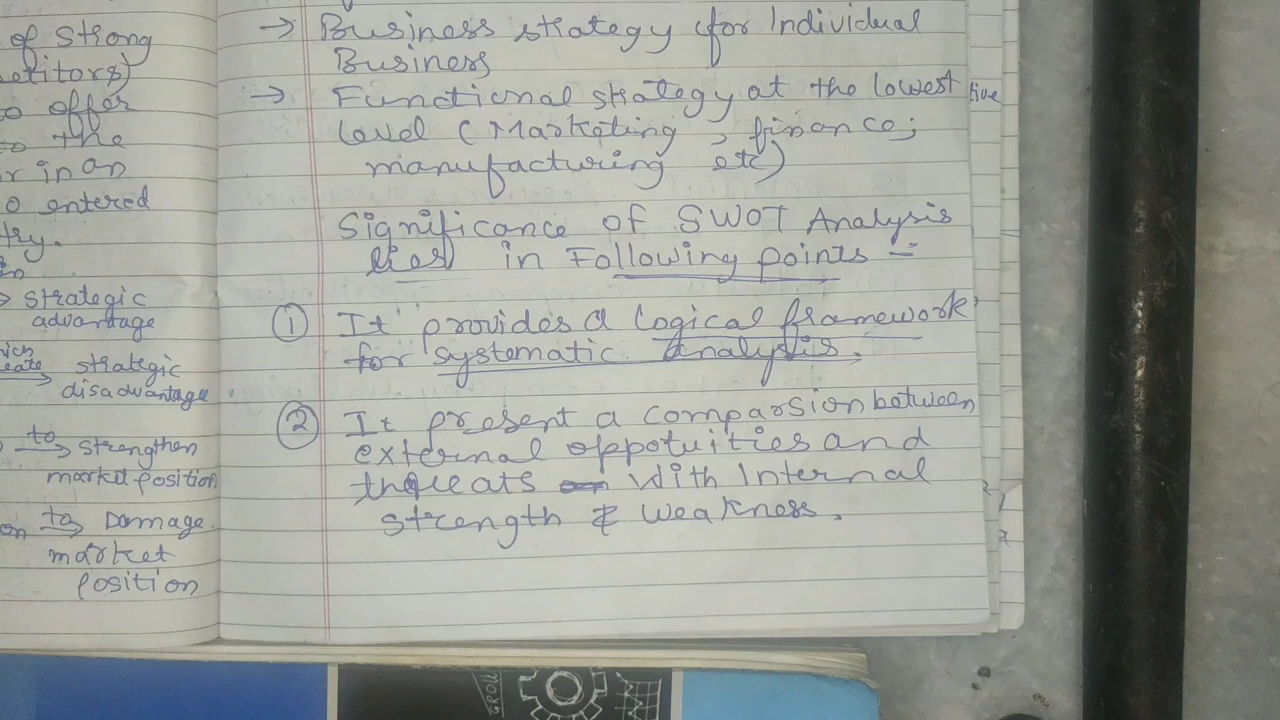 of strong
etitors)
to offer
to the
r in an
o entered
try.
strategic
advantage
strategic
disadvantage
to → strengthen
market position
on to → Damage.
market
position
→ Business strategy (for Individual
Business
→ Functional strategy at the lowest
level (Marketing, finance;
manufacturing etc)
Significance of SWOT Analysis
lies in Following points =
① It provides a logical framework
for systematic analysis.
② It present a comparsion between
external oppotuities and
threats with Internal
strength & weakness.